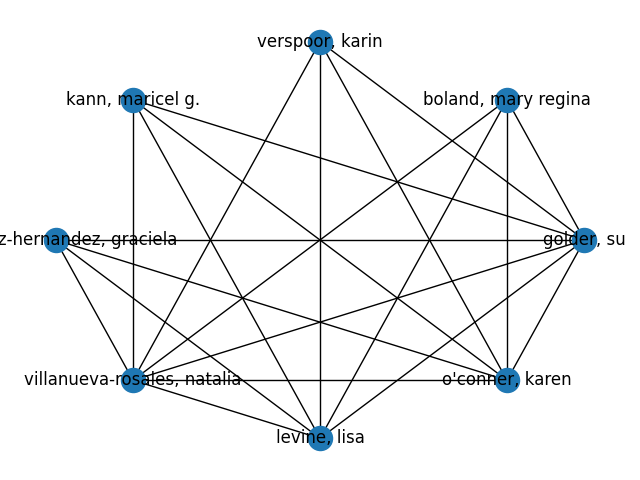 verspoor, karin
kann, maricel g.
boland, mary regina
z-hernandez, graciela
golder, su
villanueva-rosales, natalia
o'conner, karen
levine, lisa